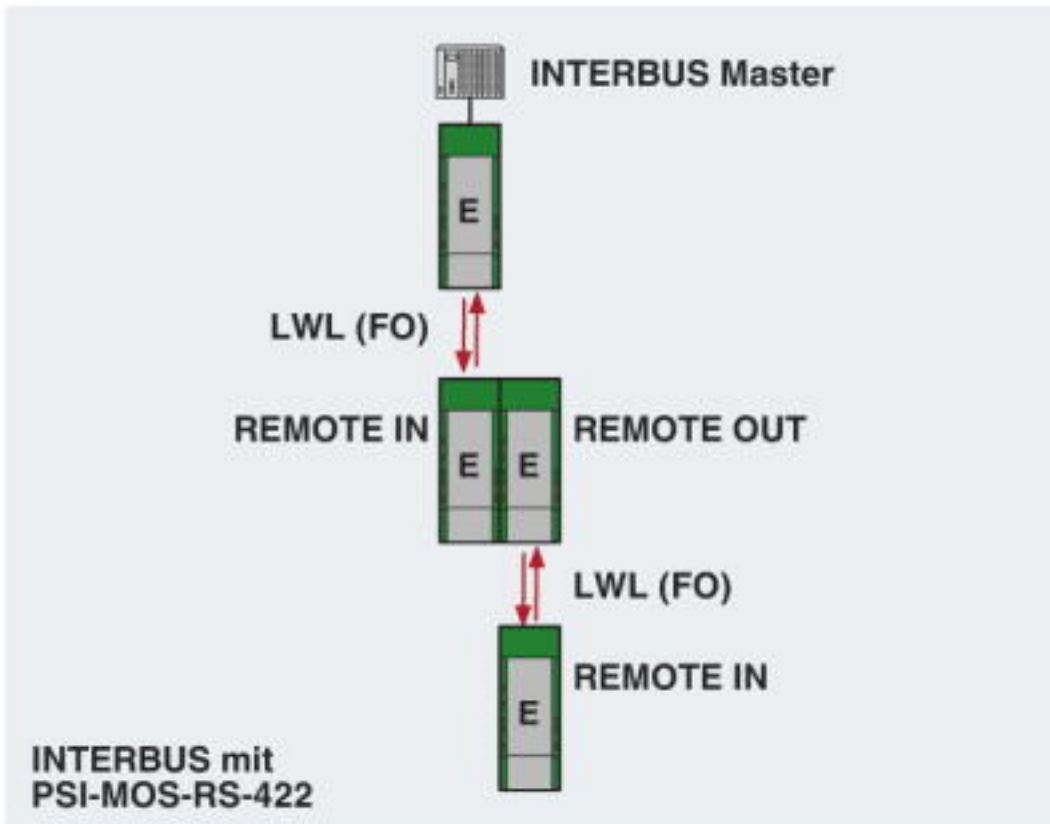 INTERBUS Master
E
LWL (FO)
REMOTE IN
REMOTE OUT
E
E
LWL (FO)
REMOTE IN
E
INTERBUS mit
PSI-MOS-RS-422